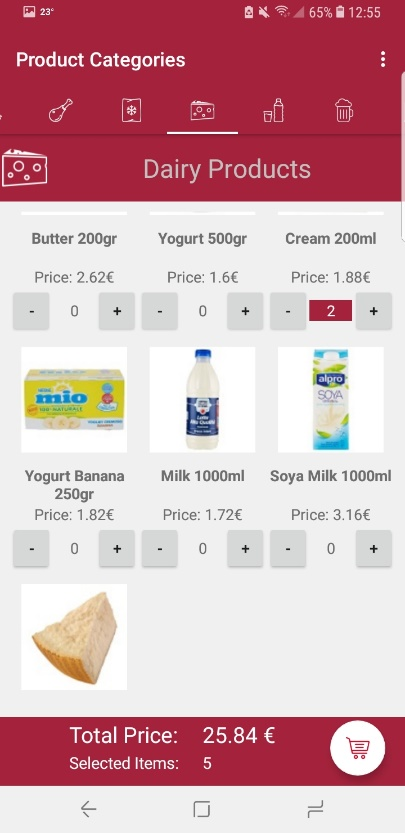 23°
65%
12:55
Product Categories
Dairy Products
Butter 200gr
Yogurt 500gr
Cream 200ml
Price: 2.62€
Price: 1.6€
Price: 1.88€
- 0 +
- 0 +
- 2 +
mio
alpro
SOYA
Yogurt Banana
250gr
Milk 1000ml
Soya Milk 1000ml
Price: 1.82€
Price: 1.72€
Price: 3.16€
- 0 +
- 0 +
- 0 +
Total Price: 25.84 €
Selected Items: 5